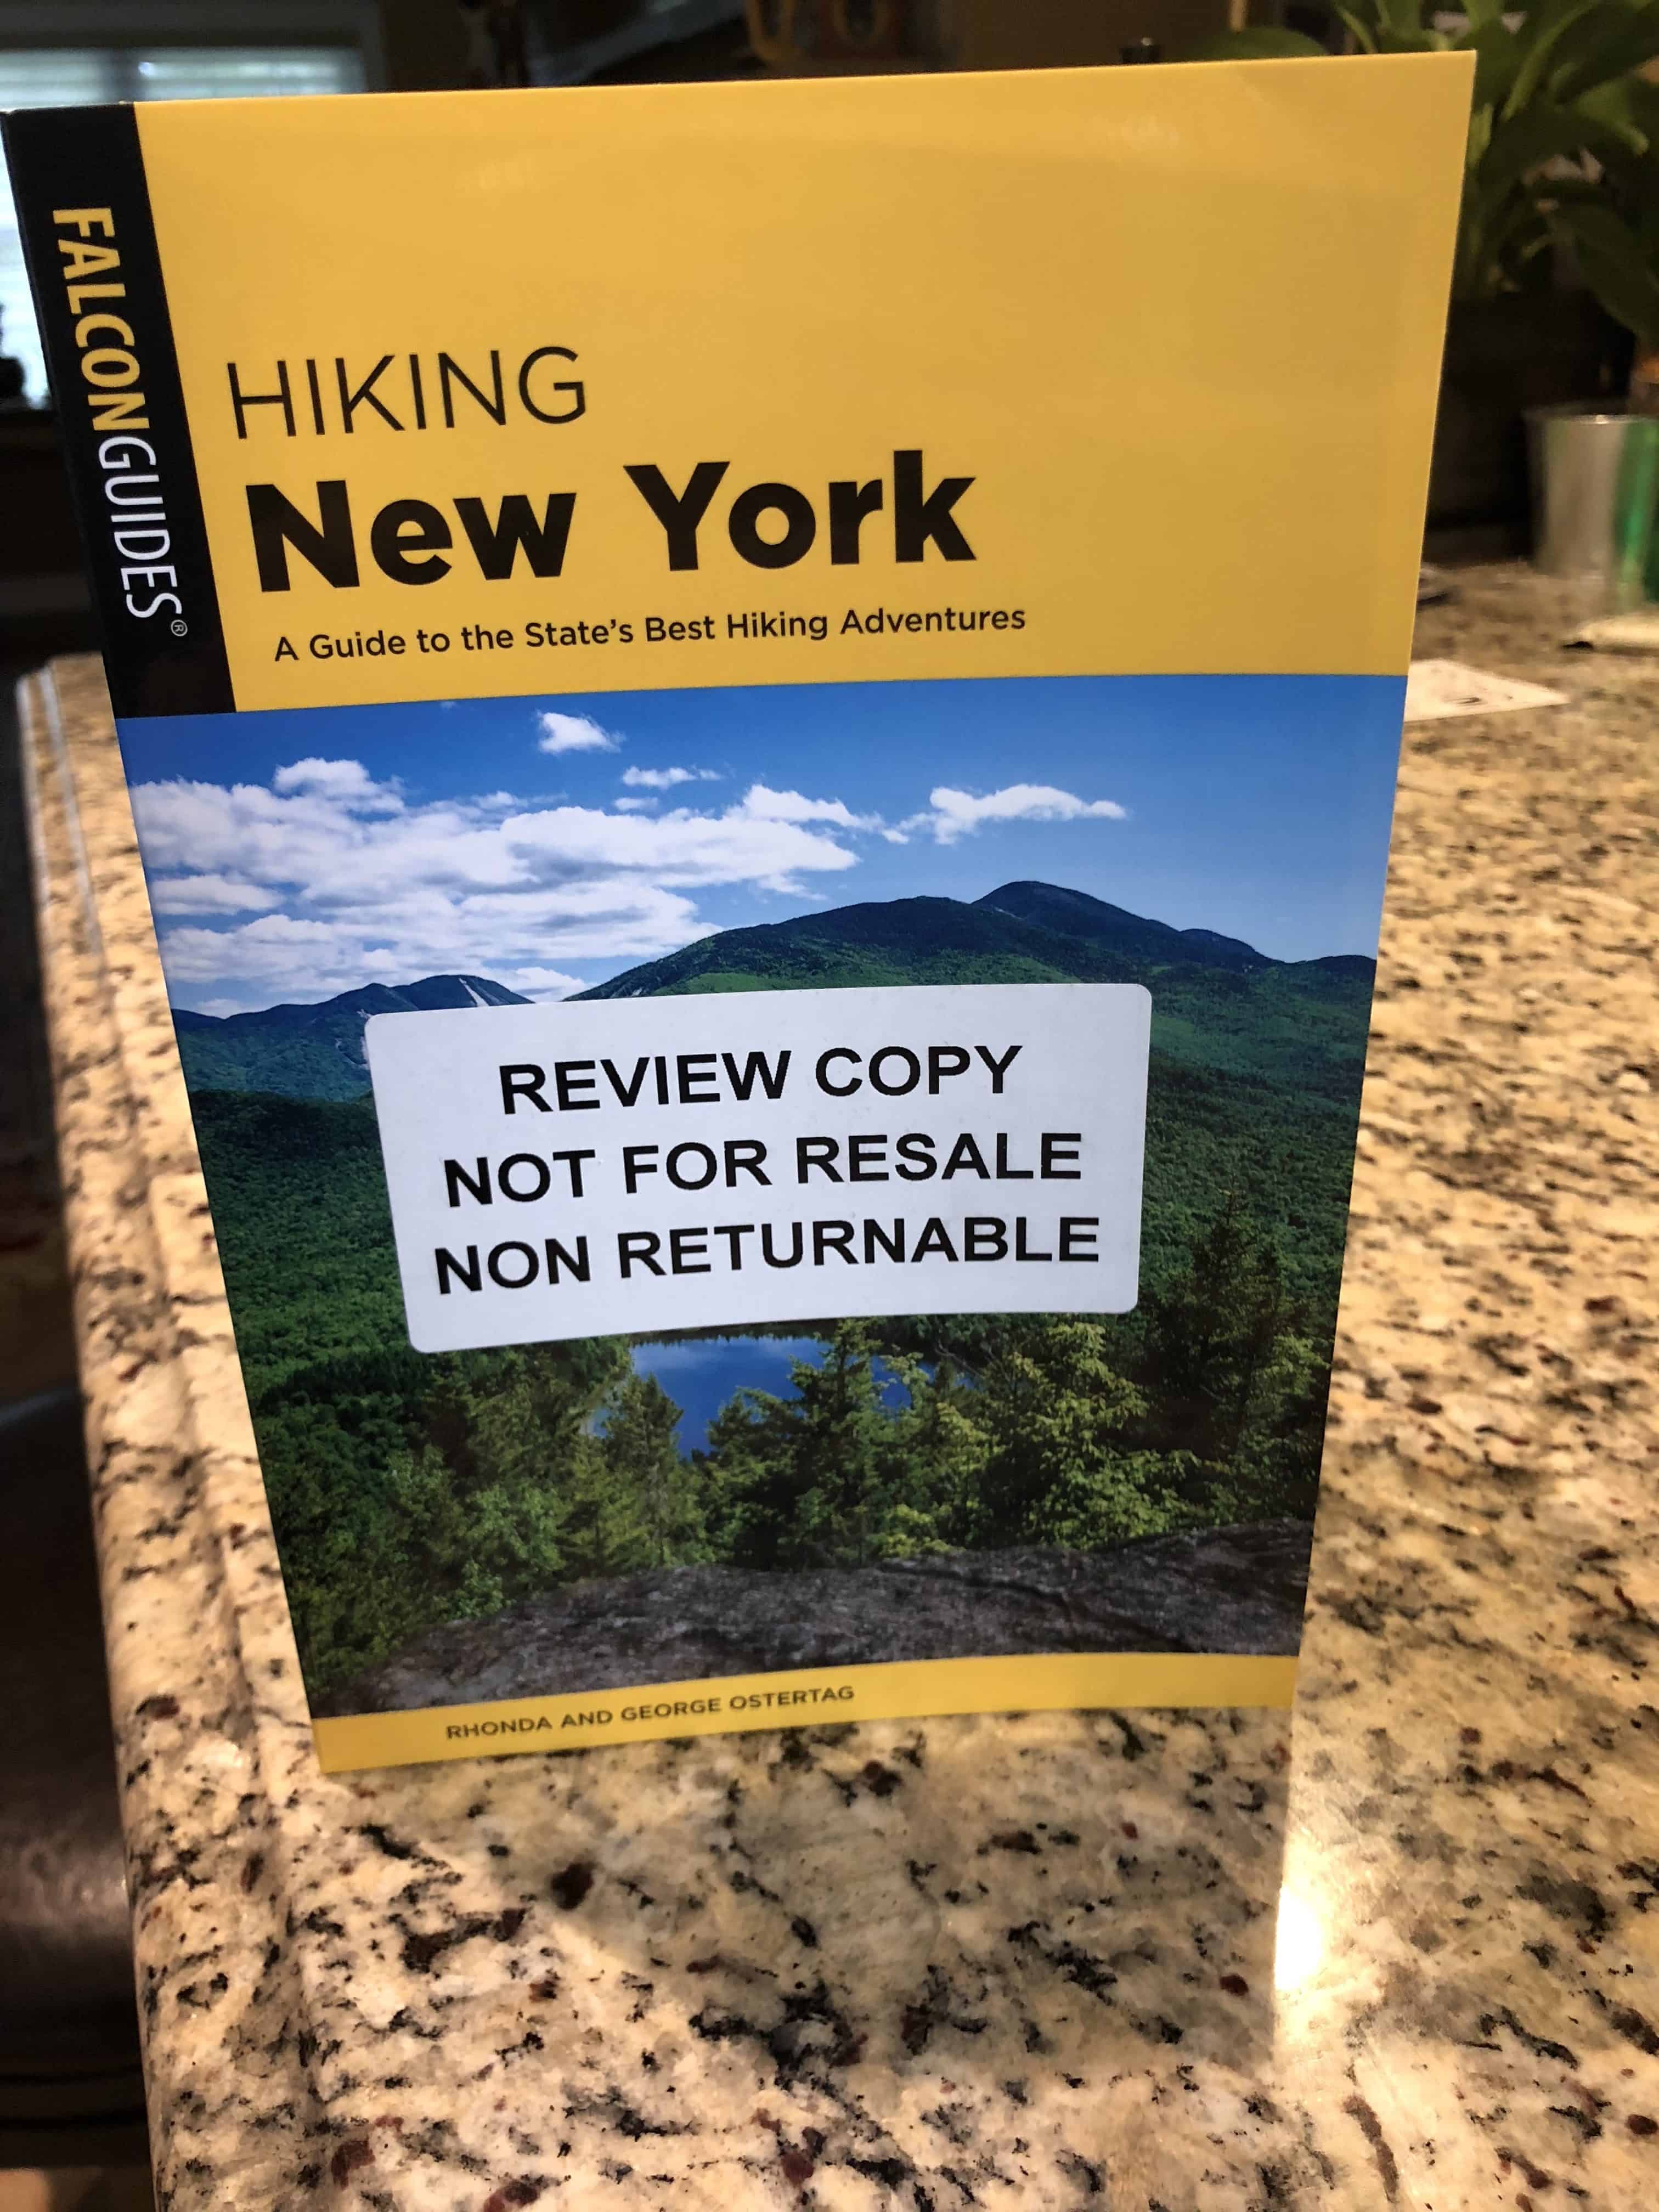 FALCONGUIDES®
HIKING
New York
A Guide to the State's Best Hiking Adventures
REVIEW COPY
NOT FOR RESALE
NON RETURNABLE
RHONDA AND GEORGE OSTERTAG